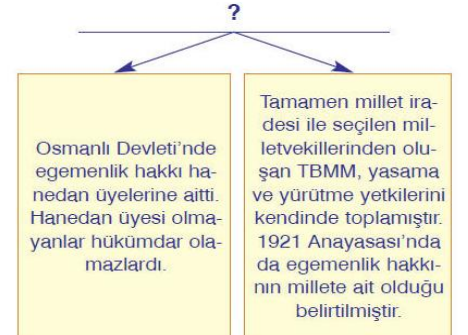 ?
Osmanlı Devleti'nde
egemenlik hakkı ha-
nedan üyelerine aitti.
Hanedan üyesi olma-
yanlar hükümdar ola-
mazlardı.
Tamamen millet ira-
desi ile seçilen mil-
letvekillerinden olu-
şan TBMM, yasama
ve yürütme yetkilerini
kendinde toplamıştır.
1921 Anayasası'nda
da egemenlik hakkı-
nın millete ait olduğu
belirtilmiştir.